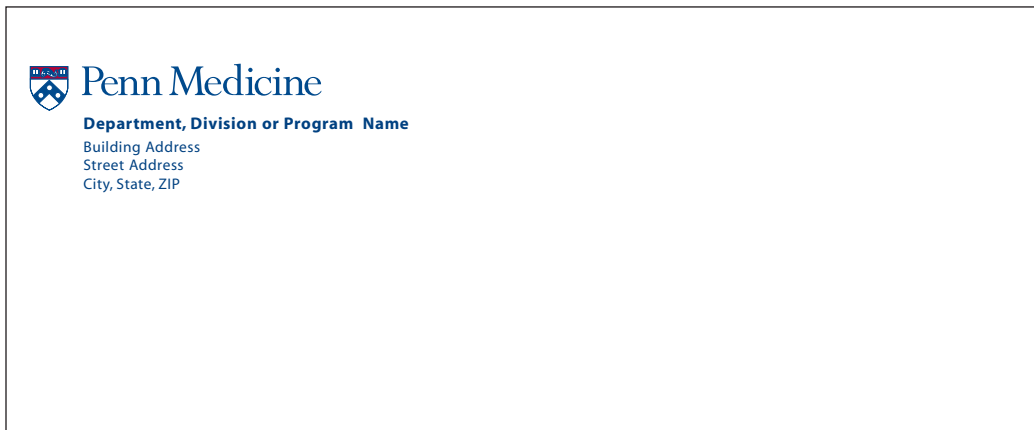 Penn Medicine
Department, Division or Program Name
Building Address
Street Address
City, State, ZIP